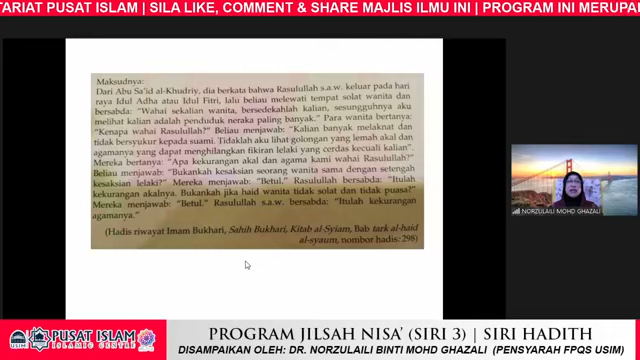 TARIAT PUSAT ISLAM | SILA LIKE, COMMENT & SHARE MAJLIS ILMU INI | PROGRAM INI MERUPAK
Maksudnya:
Dari Abu Sa'id al-Khudriy, dia berkata bahwa Rasulullah s.a.w. keluar pada hari
raya Idul Adha atau Idul Fitri, lalu beliau melewati tempat solat wanita dan
bersabda: "Wahai sekalian wanita, bersedekahlah kalian, sesungguhnya aku
melihat kalian adalah penduduk neraka paling banyak." Para wanita bertanya:
"Kenapa wahai Rasulullah?" Beliau menjawab: "Kalian banyak melaknat dan
tidak bersyukur kepada suami. Tidaklah aku lihat golongan yang lemah akal dan
agamanya yang dapat menghilangkan fikiran lelaki yang cerdas kecuali kalian".
Mereka bertanya: "Apa kekurangan akal dan agama kami wahai Rasulullah?"
Beliau menjawab: "Bukankah kesaksian seorang wanita sama dengan setengah
kesaksian lelaki?" Mereka menjawab: "Betul." Rasulullah bersabda: "Itulah
kekurangan akalnya. Bukankah jika haid wanita tidak solat dan tidak puasa?"
Mereka menjawab: "Betul." Rasulullah s.a.w. bersabda: "Itulah kekurangan
agamanya."
(Hadis riwayat Imam Bukhari, Sahih Bukhari, Kitab al-Syiam, Bab tark al-haid
al-syaum, nombor hadis: 298)
NORZULAILI MOHD GHAZALI
USIM
PUSAT ISLAM
UNIVERSITI SAINS ISLAM MALAYSIA
PROGRAM JILSAH NISA' (SIRI 3) | SIRI HADITH
DISAMPAIKAN OLEH: DR. NORZULAILI BINTI MOHD GHAZALI (PENSYARAH FPQS USIM)